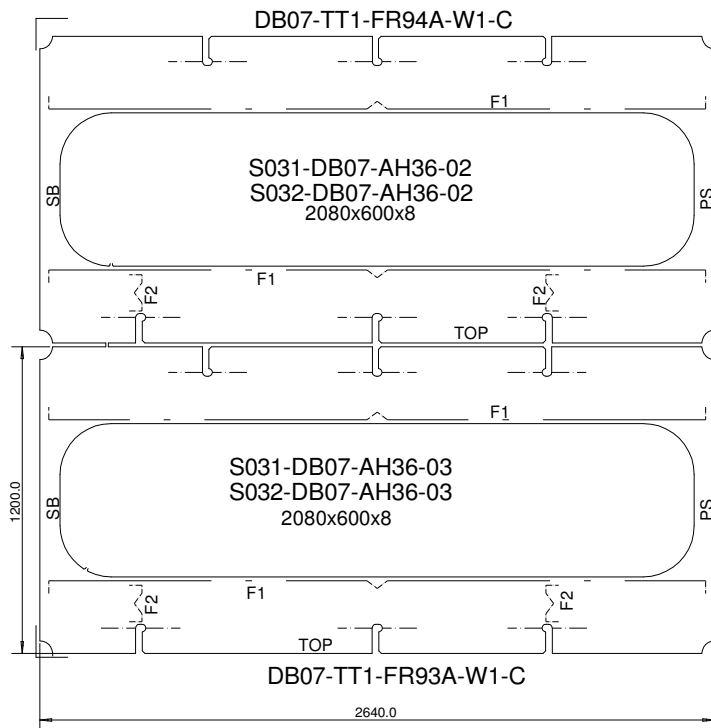 DB07-TT1-FR94A-W1-C
F1
S031-DB07-AH36-02
S032-DB07-AH36-02
2080x600x8
SB
PS
F1
F2
F2
TOP
F1
S031-DB07-AH36-03
S032-DB07-AH36-03
2080x600x8
1200.0
SB
PS
F1
F2
F2
TOP
DB07-TT1-FR93A-W1-C
2640.0